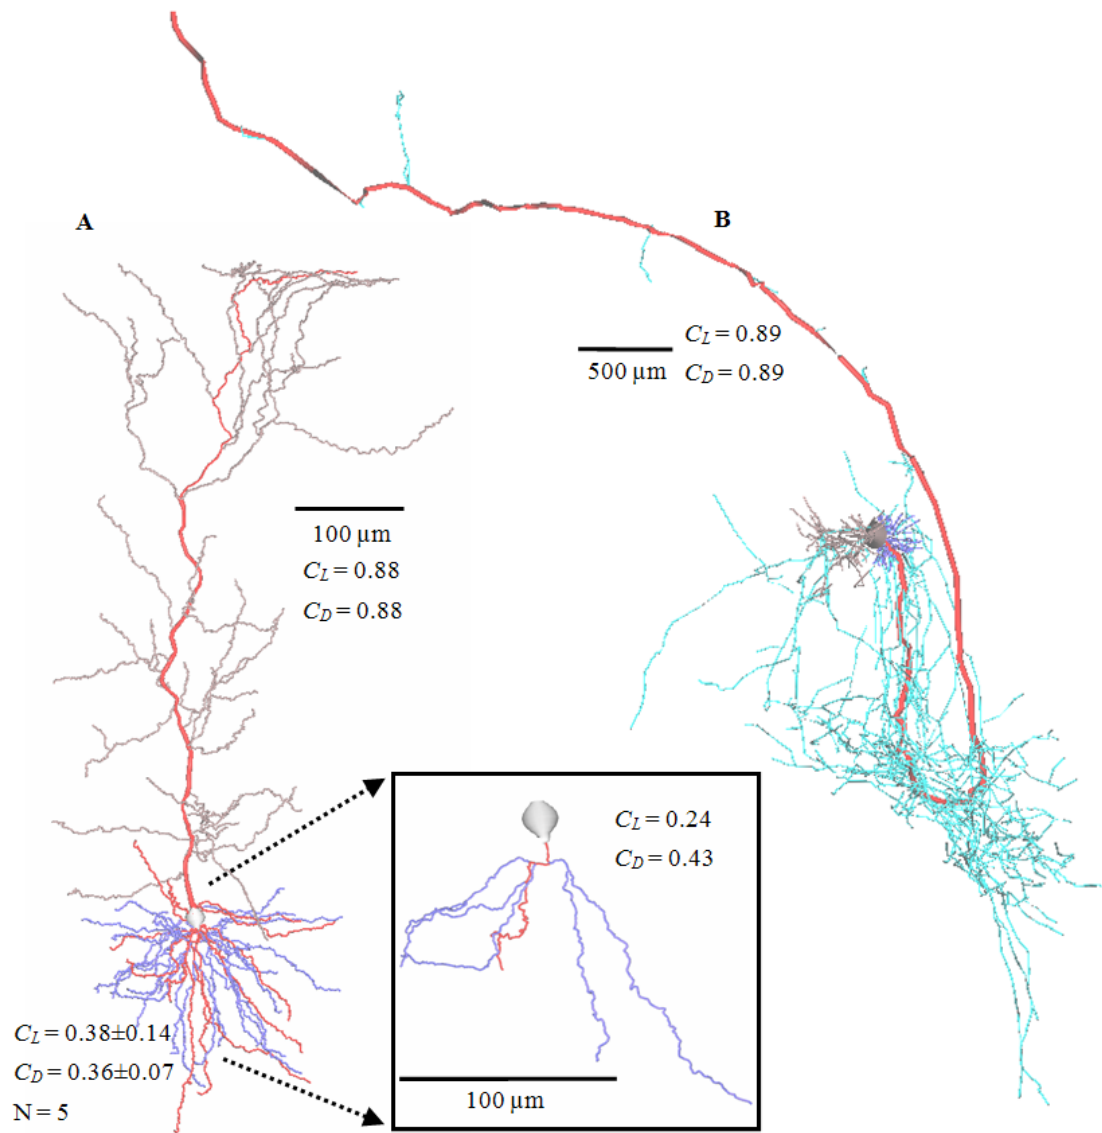 A
B
C_L = 0.89
500 µm
C_D = 0.89
100 µm
C_L = 0.88
C_D = 0.88
C_L = 0.24
C_D = 0.43
C_L = 0.38±0.14
C_D = 0.36±0.07
N = 5
100 µm